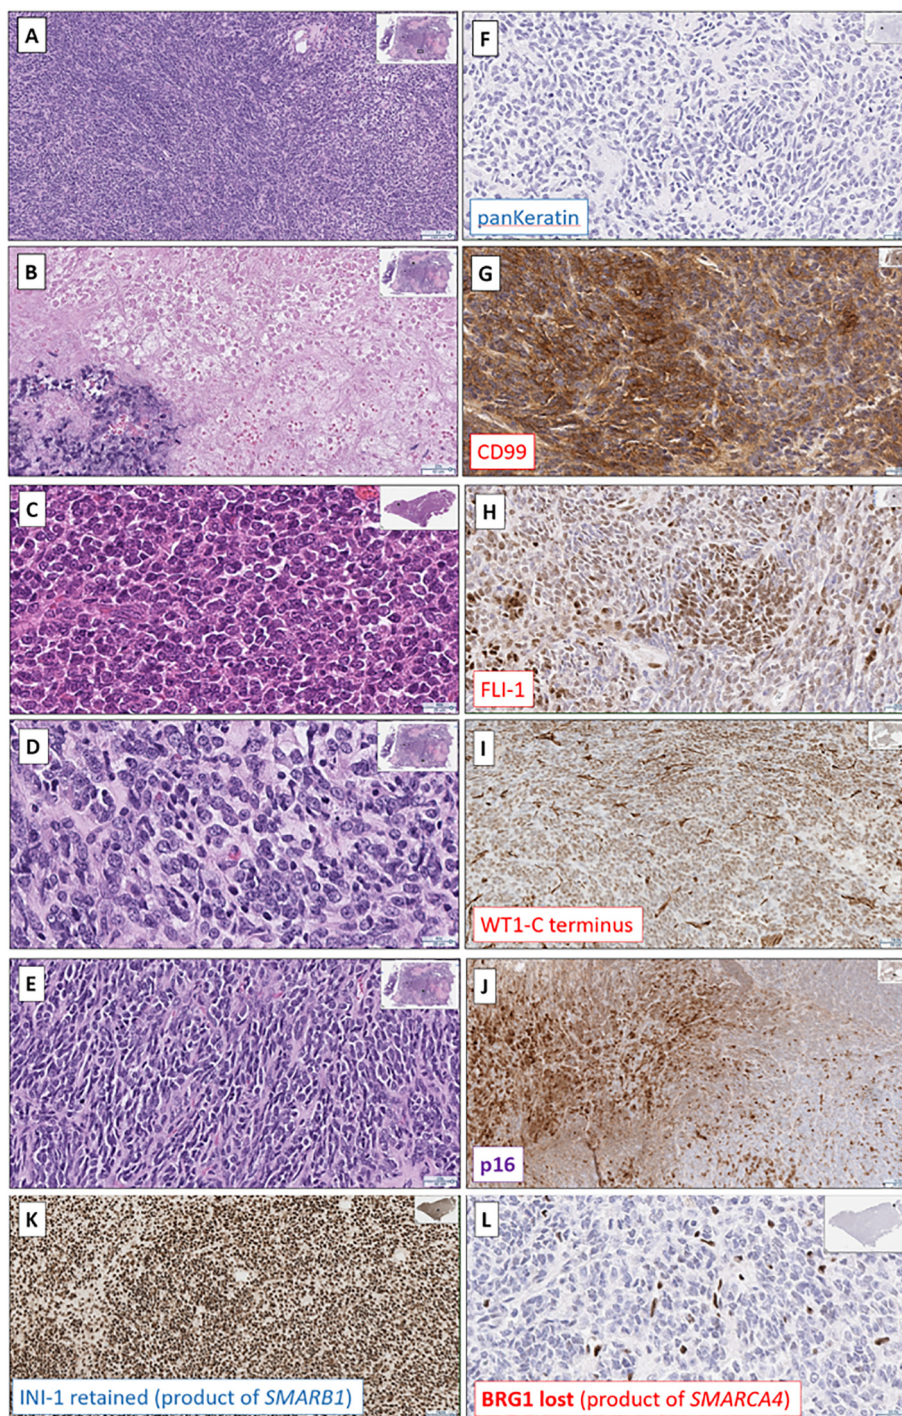 A
F
panKeratin
B
G
CD99
C
H
FLI-1
D
I
WT1-C terminus
E
J
p16
K
INI-1 retained (product of SMARB1)
L
BRG1 lost (product of SMARCA4)